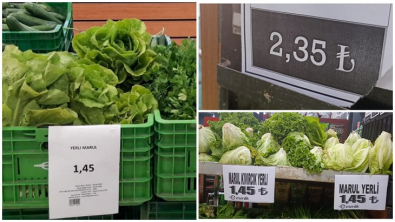 YERLİ MARUL
1,45
2,35 ₺
MARUL KIVIRCIK YERLİ
1,45 ₺
MARUL YERLİ
1,45 ₺